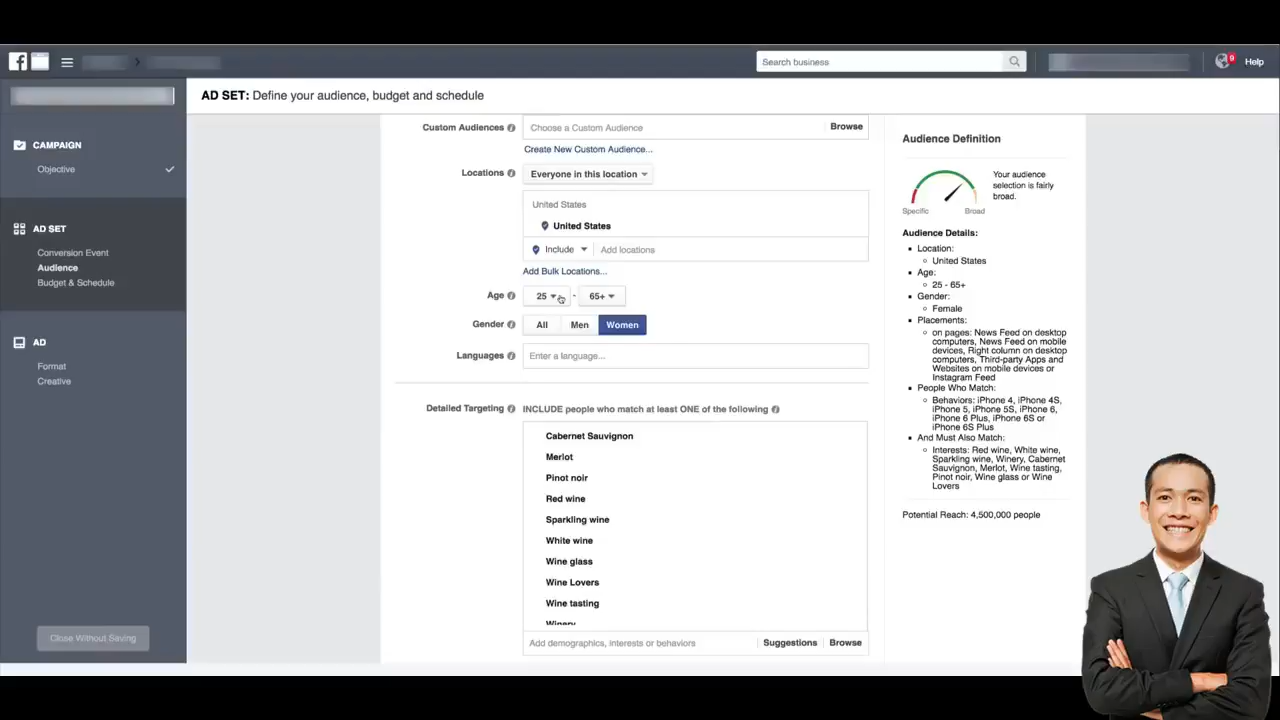 f
Search business
9
Help
AD SET: Define your audience, budget and schedule
CAMPAIGN
Objective
AD SET
Conversion Event
Audience
Budget & Schedule
AD
Format
Creative
Close Without Saving
Custom Audiences
Choose a Custom Audience
Browse
Create New Custom Audience...
Locations
Everyone in this location
United States
United States
Include
Add locations
Add Bulk Locations...
Age
25 - 65+
Gender
All Men Women
Languages
Enter a language...
Detailed Targeting
INCLUDE people who match at least ONE of the following
Cabernet Sauvignon
Merlot
Pinot noir
Red wine
Sparkling wine
White wine
Wine glass
Wine Lovers
Wine tasting
Winery
Add demographics, interests or behaviors
Suggestions
Browse
Audience Definition
Specific
Broad
Your audience
selection is fairly
broad.
Audience Details:
Location:
United States
Age:
25 - 65+
Gender:
Female
Placements:
on pages: News Feed on desktop
computers, News Feed on mobile
devices, Right column on desktop
computers, Third-party Apps and
Websites on mobile devices or
Instagram Feed
People Who Match:
Behaviors: iPhone 4, iPhone 4S,
iPhone 5, iPhone 5S, iPhone 6,
iPhone 6 Plus, iPhone 6S or
iPhone 6S Plus
And Must Also Match:
Interests: Red wine, White wine,
Sparkling wine, Winery, Cabernet
Sauvignon, Merlot, Wine tasting,
Pinot noir, Wine glass or Wine
Lovers
Potential Reach: 4,500,000 people